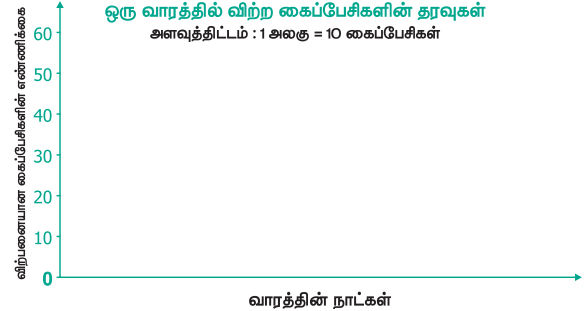 ஒரு வாரத்தில் விற்ற கைப்பேசிகளின் தரவுகள்
அளவுத்திட்டம் : 1 அலகு = 10 கைப்பேசிகள்
விற்பனையான கைப்பேசிகளின் எண்ணிக்கை
60
50
40
30
20
10
0
வாரத்தின் நாட்கள்